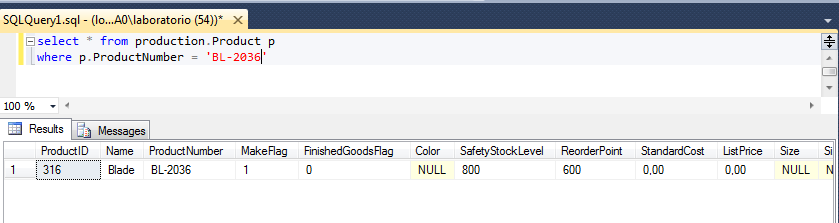 SQLQuery1.sql - (lo...A0\laboratorio (54))*
select * from production.Product p
where p.ProductNumber = 'BL-2036'
100 %
Results Messages
ProductID Name ProductNumber MakeFlag FinishedGoodsFlag Color SafetyStockLevel ReorderPoint StandardCost ListPrice Size Si
1 316 Blade BL-2036 1 0 NULL 800 600 0,00 0,00 NULL N